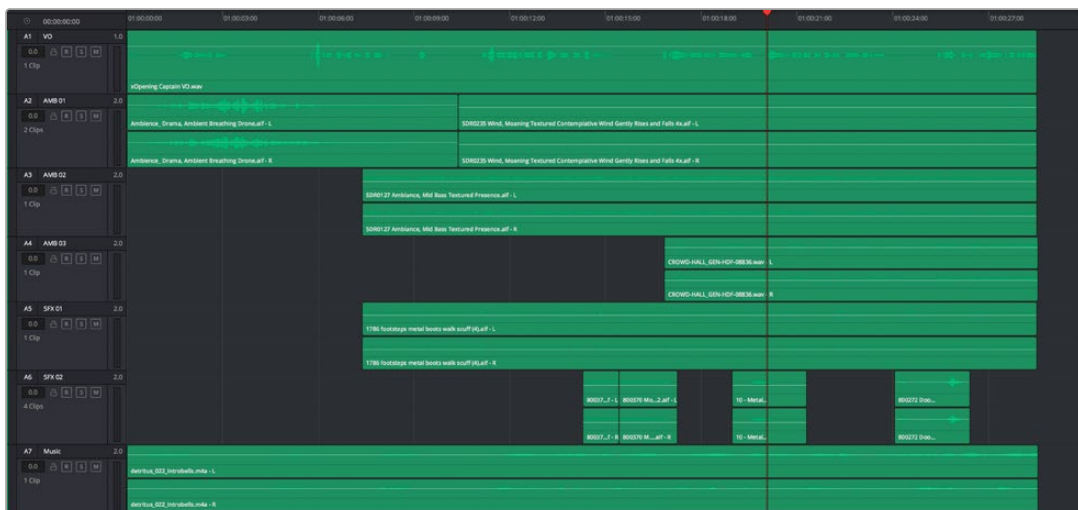 00:00:00:00
01:00:00:00 01:00:03:00 01:00:06:00 01:00:09:00 01:00:12:00 01:00:15:00 01:00:18:00 01:00:21:00 01:00:24:00 01:00:27:00
A1 VO 1.0
0.0 R S M
1 Clip
xOpening Captain VO.wav
A2 AMB 01 2.0
0.0 R S M
2 Clips
Ambience_ Drama, Ambient Breathing Drone.aif - L
SDR0235 Wind, Moaning Textured Contemplative Wind Gently Rises and Falls 4x.aif - L
Ambience_ Drama, Ambient Breathing Drone.aif - R
SDR0235 Wind, Moaning Textured Contemplative Wind Gently Rises and Falls 4x.aif - R
A3 AMB 02 2.0
0.0 R S M
1 Clip
SDR0127 Ambiance, Mid Bass Textured Presence.aif - L
SDR0127 Ambiance, Mid Bass Textured Presence.aif - R
A4 AMB 03 2.0
0.0 R S M
1 Clip
CROWD-HALL_GEN-HDF-08836.wav - L
CROWD-HALL_GEN-HDF-08836.wav - R
A5 SFX 01 2.0
0.0 R S M
1 Clip
1786 footsteps metal boots walk scuff (4).aif - L
1786 footsteps metal boots walk scuff (4).aif - R
A6 SFX 02 2.0
0.0 R S M
4 Clips
80037...f - L 800370 Mo...2.aif - L 10 - Metal... 800272 Doo...
80037...f - R 800370 M....aif - R 10 - Metal... 800272 Doo...
A7 Music 2.0
0.0 R S M
1 Clip
detritus_022_Introbells.m4a - L
detritus_022_Introbells.m4a - R